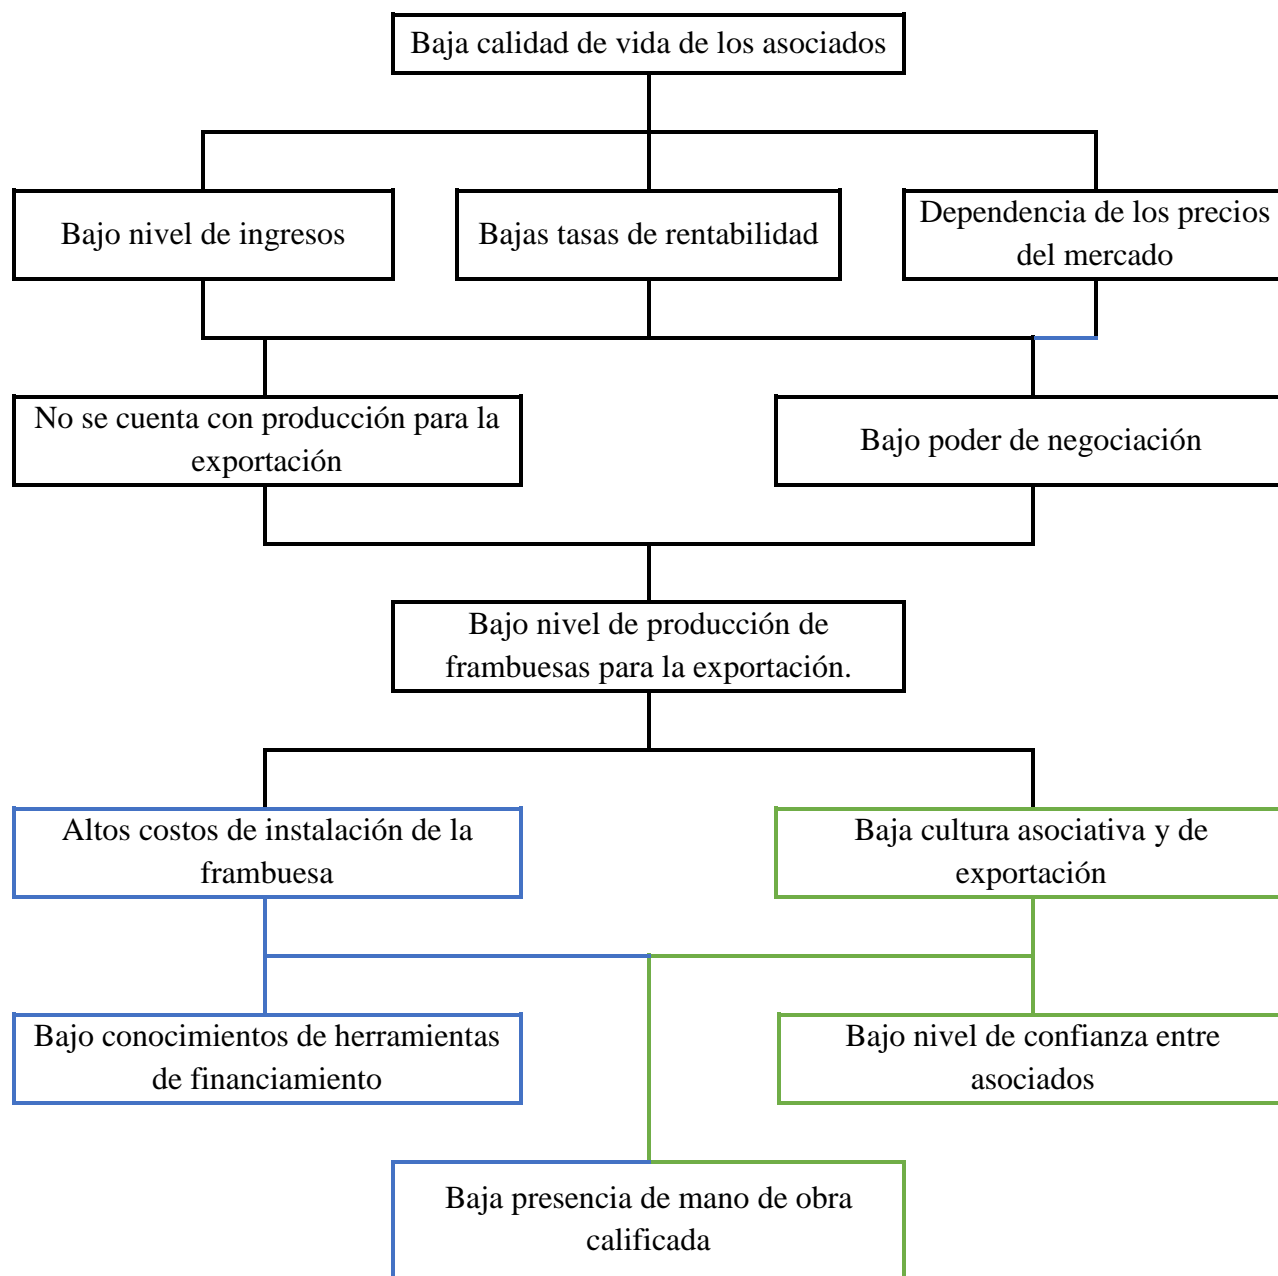 Baja calidad de vida de los asociados
Bajo nivel de ingresos
Bajas tasas de rentabilidad
Dependencia de los precios
del mercado
No se cuenta con producción para la
exportación
Bajo poder de negociación
Bajo nivel de producción de
frambuesas para la exportación.
Altos costos de instalación de la
frambuesa
Baja cultura asociativa y de
exportación
Bajo conocimientos de herramientas
de financiamiento
Bajo nivel de confianza entre
asociados
Baja presencia de mano de obra
calificada